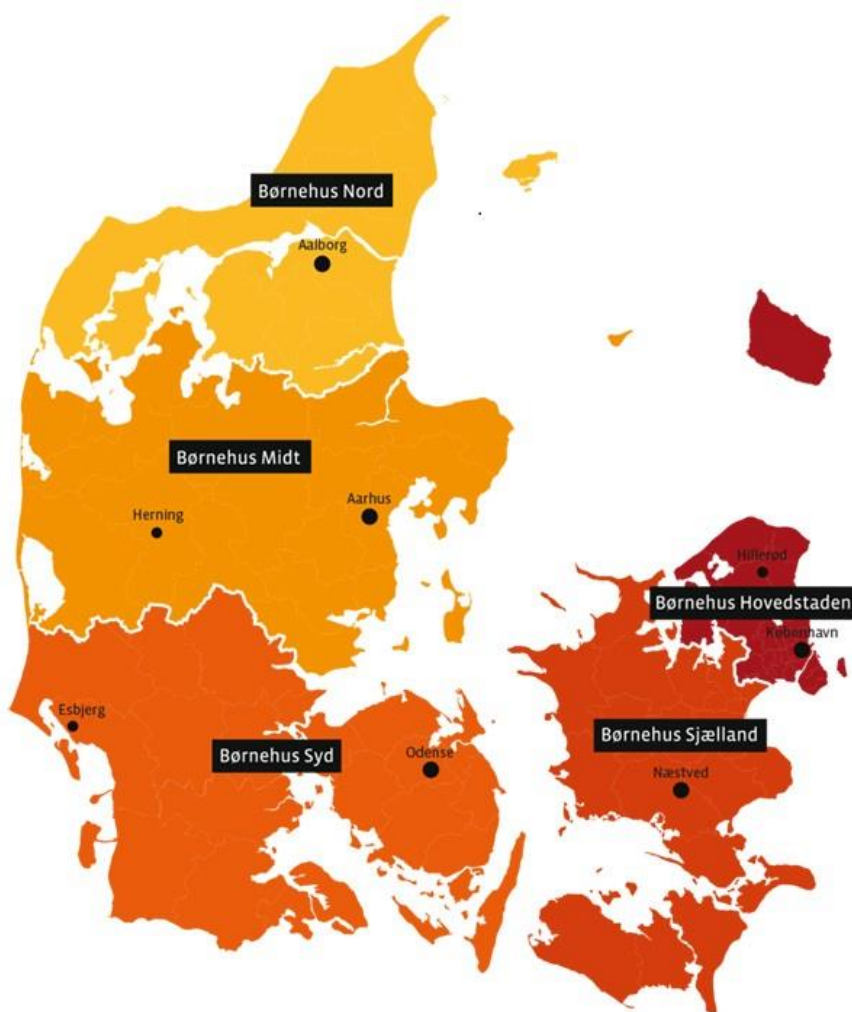 Børnehus Nord
Aalborg
Børnehus Midt
Aarhus
Herning
Hillerød
Børnehus Hovedstaden
København
Esbjerg
Børnehus Sjælland
Børnehus Syd
Odense
Næstved